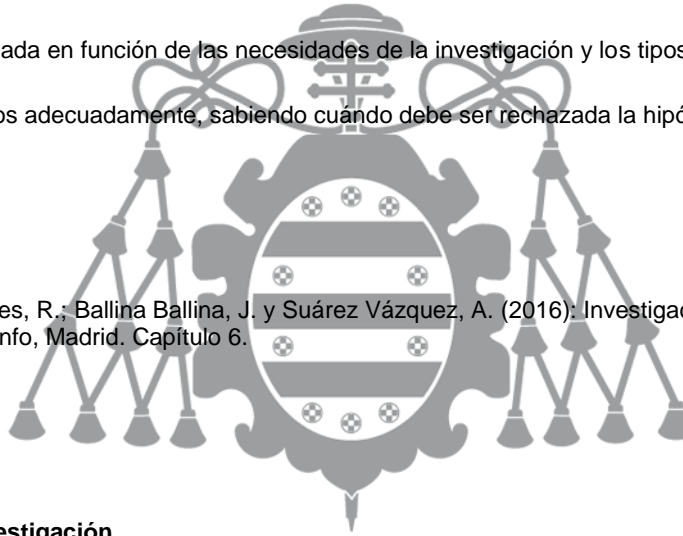 ada en función de las necesidades de la investigación y los tipos
os adecuadamente, sabiendo cuándo debe ser rechazada la hipó
es, R.; Ballina Ballina, J. y Suárez Vázquez, A. (2016): Investigac
nfo, Madrid. Capítulo 6.
estigación